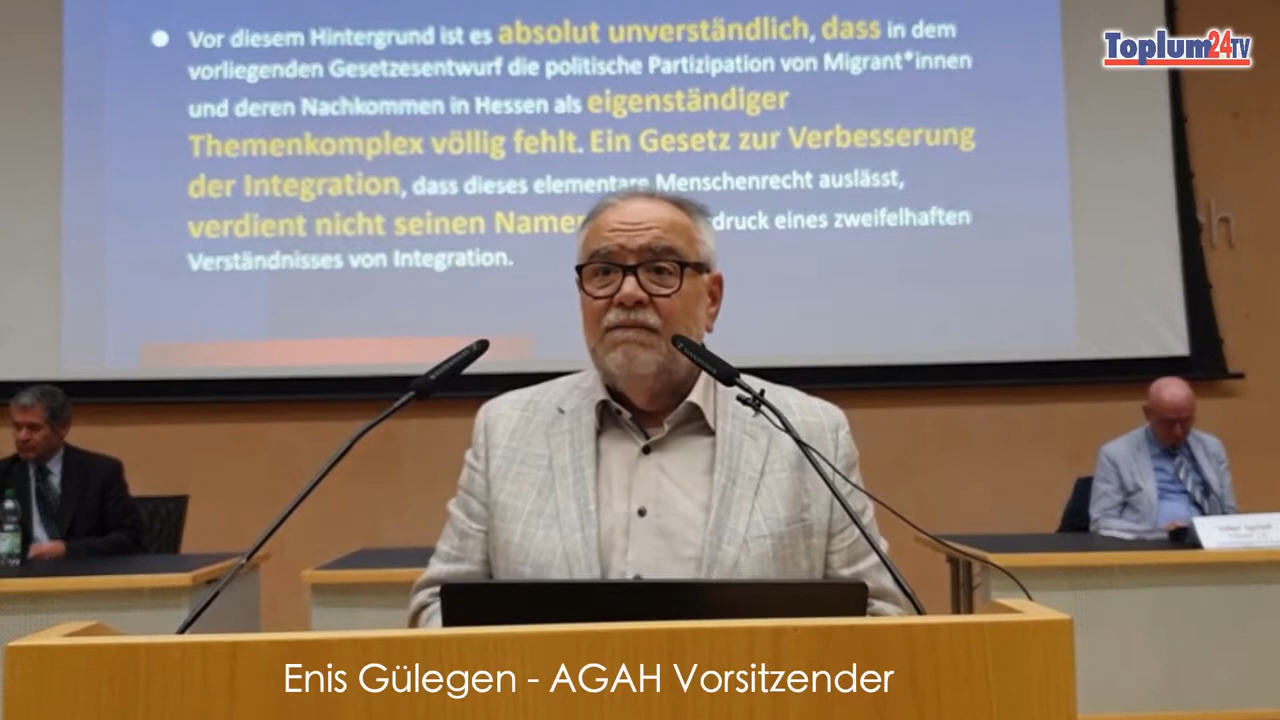 Vor diesem Hintergrund ist es absolut unverständlich, dass in dem
vorliegenden Gesetzesentwurf die politische Partizipation von Migrant*innen
und deren Nachkommen in Hessen als eigenständiger
Themenkomplex völlig fehlt. Ein Gesetz zur Verbesserung
der Integration, dass dieses elementare Menschenrecht auslässt,
verdient nicht seinen Namen druck eines zweifelhaften
Verständnisses von Integration.
Toplum24TV
Enis Gülegen - AGAH Vorsitzender